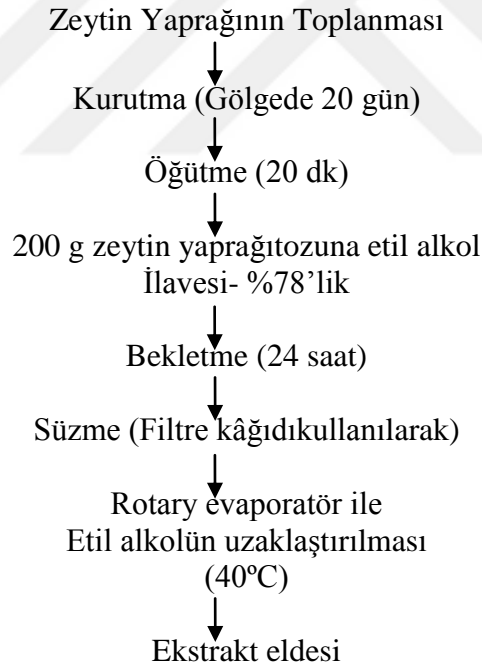 Zeytin Yaprağının Toplanması
Kurutma (Gölgede 20 gün)
Öğütme (20 dk)
200 g zeytin yaprağıtozuna etil alkol
İlavesi- %78’lik
Bekletme (24 saat)
Süzme (Filtre kâğıdıkullanılarak)
Rotary evaporatör ile
Etil alkolün uzaklaştırılması
(40ºC)
Ekstrakt eldesi